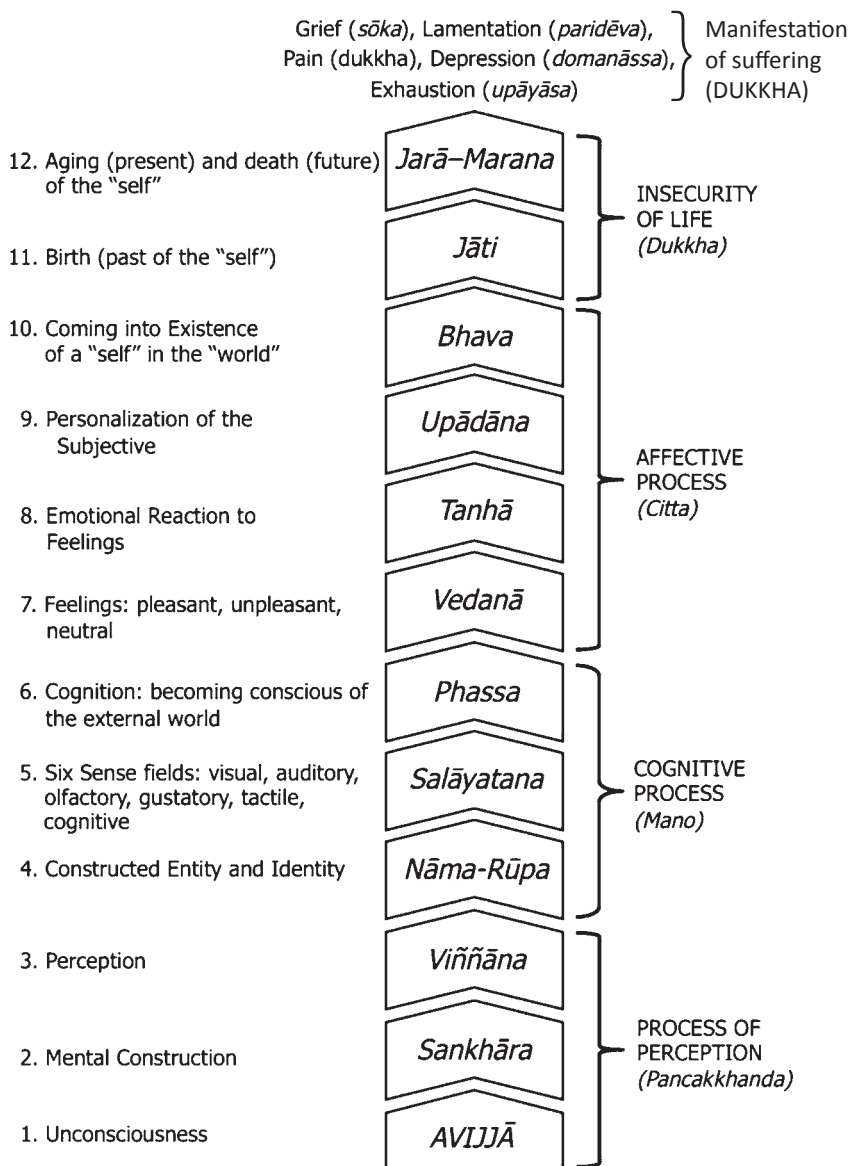 Grief (sōka), Lamentation (paridēva),
Pain (dukkha), Depression (domanāssa),
Exhaustion (upāyāsa)
Manifestation
of suffering
(DUKKHA)
12. Aging (present) and death (future)
of the “self”
Jarā–Marana
INSECURITY
OF LIFE
(Dukkha)
11. Birth (past of the “self”)
Jāti
10. Coming into Existence
of a “self” in the “world”
Bhava
9. Personalization of the
Subjective
Upādāna
AFFECTIVE
PROCESS
(Citta)
8. Emotional Reaction to
Feelings
Tanhā
7. Feelings: pleasant, unpleasant,
neutral
Vedanā
6. Cognition: becoming conscious of
the external world
Phassa
5. Six Sense fields: visual, auditory,
olfactory, gustatory, tactile,
cognitive
Salāyatana
COGNITIVE
PROCESS
(Mano)
4. Constructed Entity and Identity
Nāma-Rūpa
3. Perception
Viññāna
2. Mental Construction
Sankhāra
PROCESS OF
PERCEPTION
(Pancakkhanda)
1. Unconsciousness
AVIJJĀ